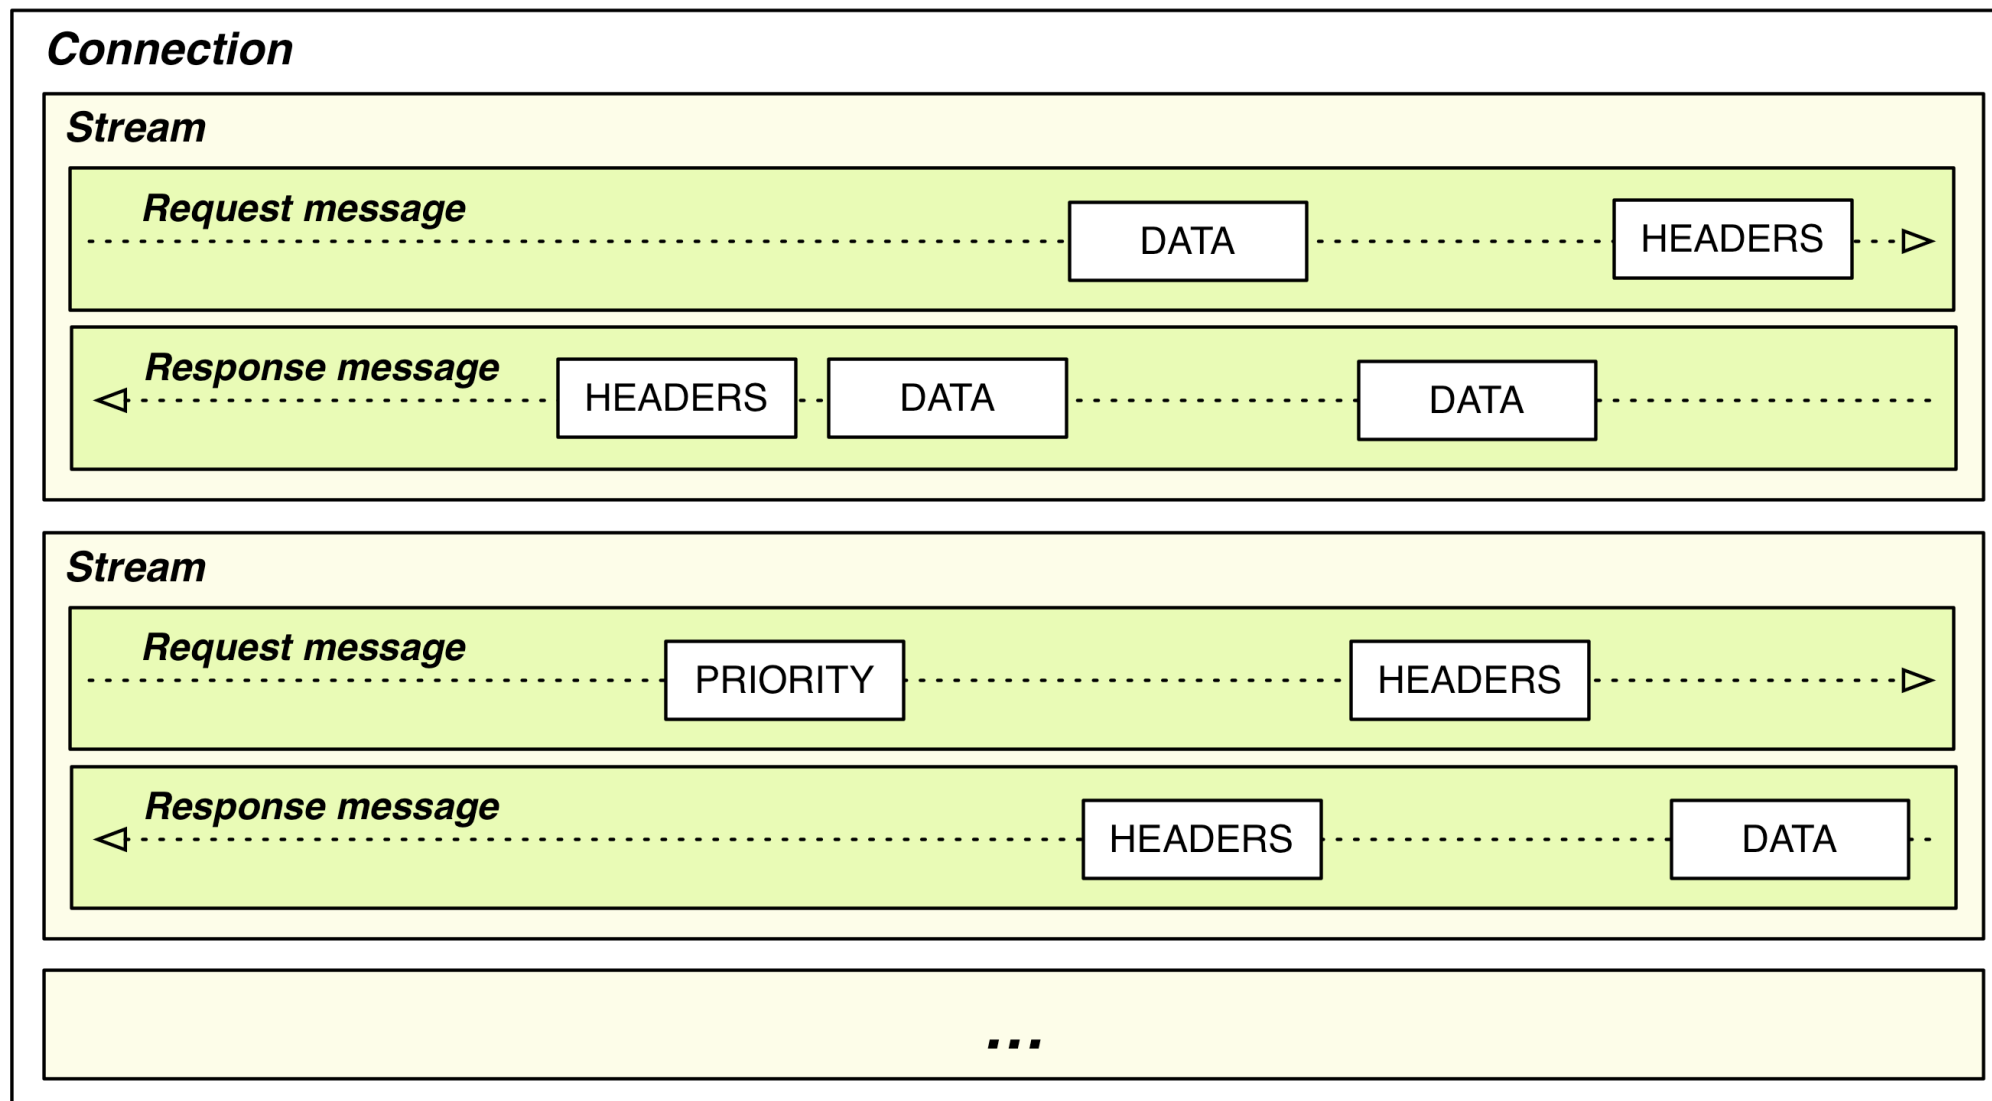 Connection
Stream
Request message
DATA
HEADERS
Response message
HEADERS
DATA
DATA
Stream
Request message
PRIORITY
HEADERS
Response message
HEADERS
DATA
...